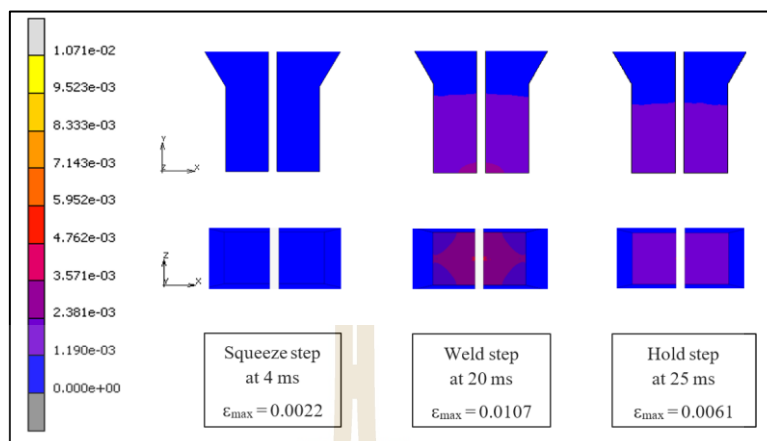 1.071e-02
9.523e-03
8.333e-03
7.143e-03
5.952e-03
4.762e-03
3.571e-03
2.381e-03
1.190e-03
0.000e+00
Y
Z X
Z
Y X
Squeeze step
at 4 ms
εmax = 0.0022
Weld step
at 20 ms
εmax = 0.0107
Hold step
at 25 ms
εmax = 0.0061